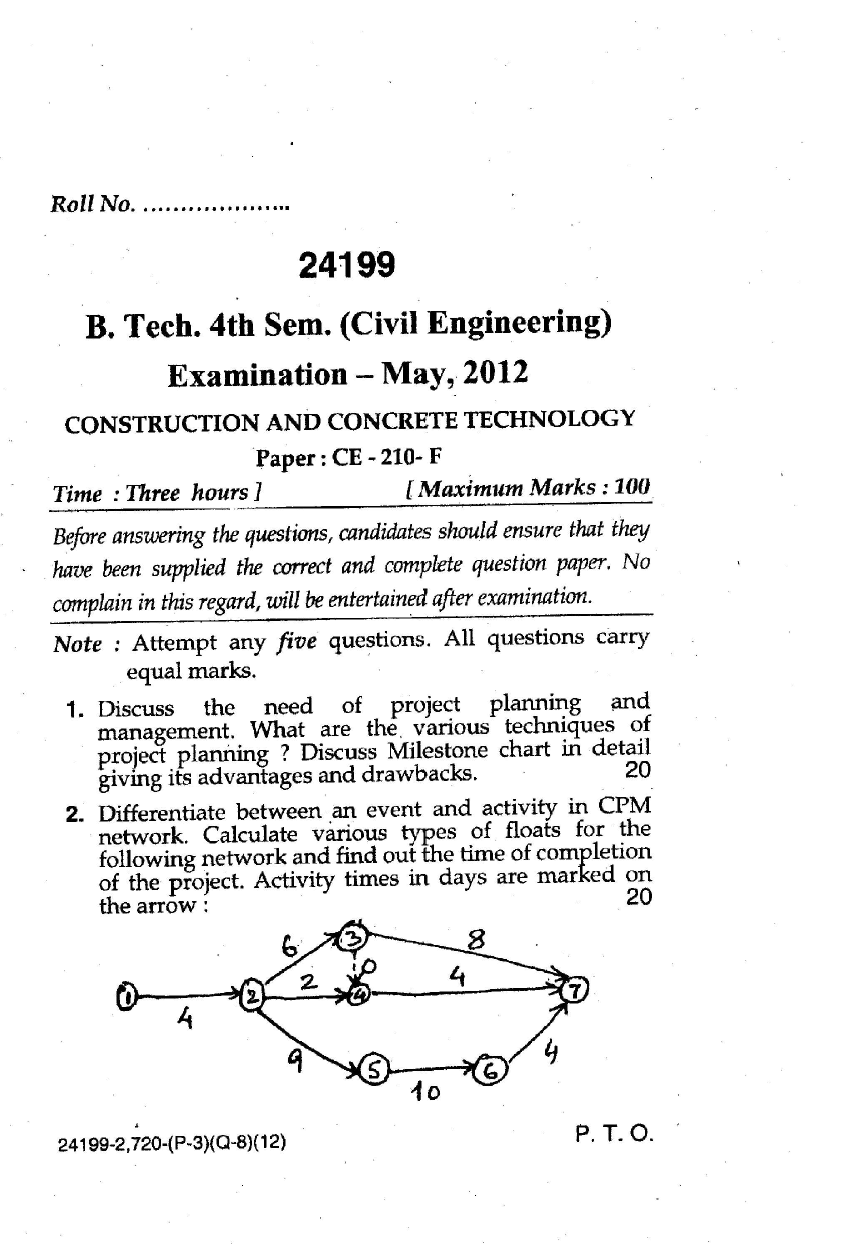 Roll No. ....................
24199
B. Tech. 4th Sem. (Civil Engineering)
Examination – May, 2012
CONSTRUCTION AND CONCRETE TECHNOLOGY
Paper : CE - 210- F
Time : Three hours ] [ Maximum Marks : 100
Before answering the questions, candidates should ensure that they
have been supplied the correct and complete question paper. No
complain in this regard, will be entertained after examination.
Note : Attempt any five questions. All questions carry
equal marks.
1. Discuss the need of project planning and
management. What are the various techniques of
project planning ? Discuss Milestone chart in detail
giving its advantages and drawbacks. 20
2. Differentiate between an event and activity in CPM
network. Calculate various types of floats for the
following network and find out the time of completion
of the project. Activity times in days are marked on
the arrow : 20
6 3 8
0
1 4 2 2 4 4 7
9 5 10 6 4
24199-2,720-(P-3)(Q-8)(12) P. T. O.